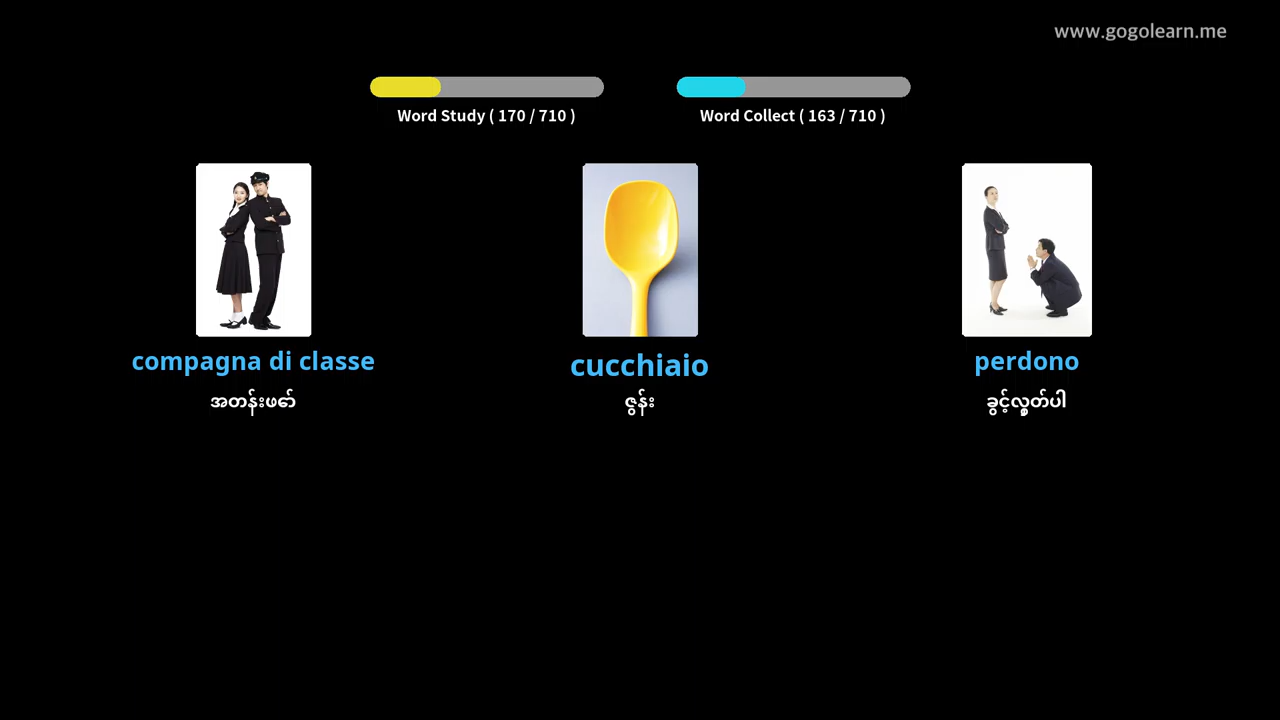 www.gogolearn.me
Word Study ( 170 / 710 )
Word Collect ( 163 / 710 )
compagna di classe
cucchiaio
perdono
အတန်းဖော်
ဇွန်း
ခွင့်လွှတ်ပါ